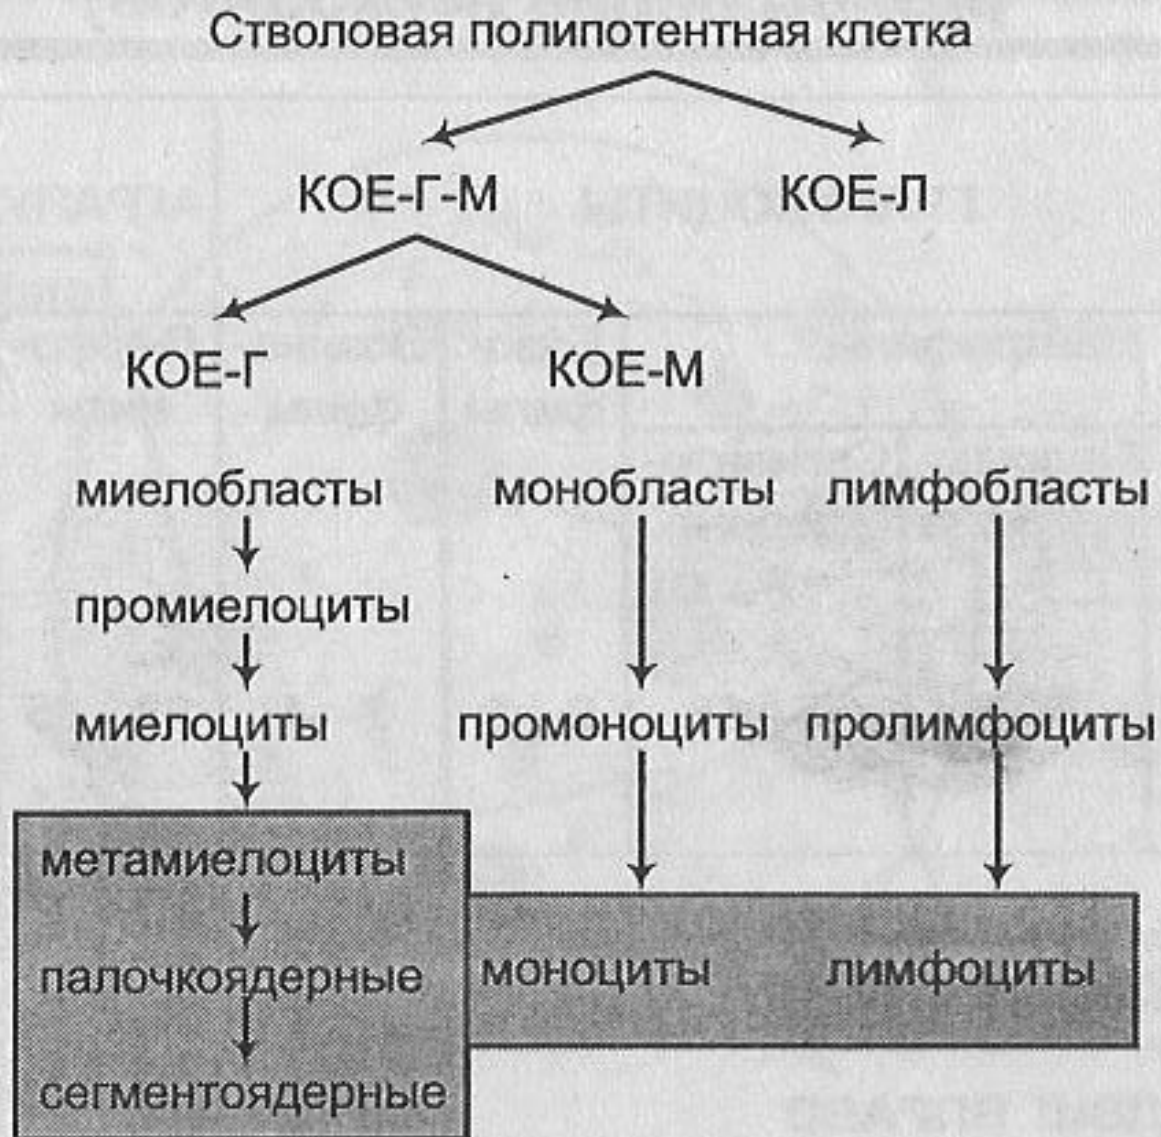 Стволовая полипотентная клетка
КОЕ-Г-М КОЕ-Л
КОЕ-Г КОЕ-М
миелобласты монобласты лимфобласты
промиелоциты
миелоциты промоноциты пролимфоциты
метамиелоциты
палочкоядерные моноциты лимфоциты
сегментоядерные